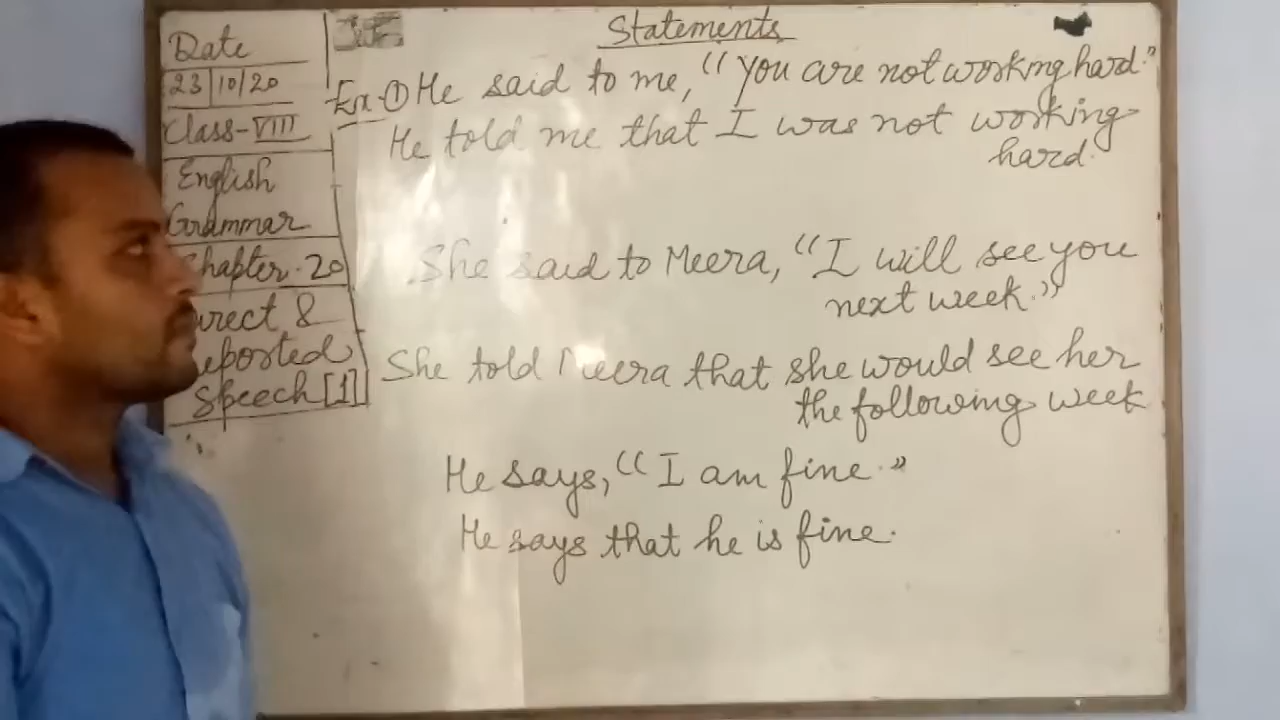 Date
23/10/20
Class-VIII
English
Grammar
Chapter.20
Direct &
Reported
Speech [1]
Statements
Ex-① He said to me, "You are not working hard."
He told me that I was not working
hard.
She said to Meera, "I will see you
next week."
She told Meera that she would see her
the following week
He says, "I am fine."
He says that he is fine.